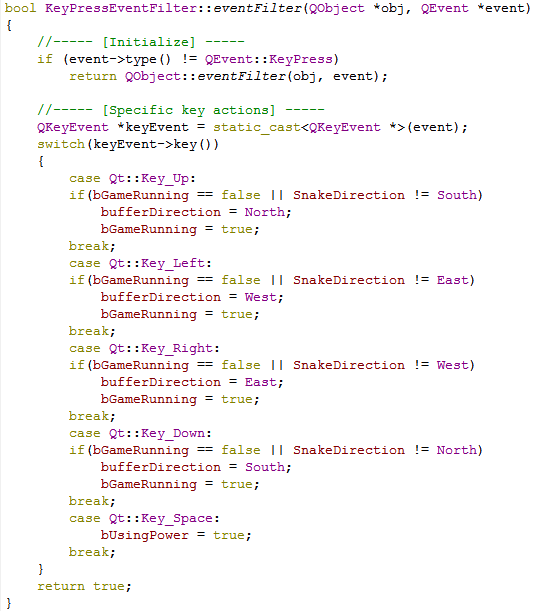 bool KeyPressEventFilter::eventFilter(QObject *obj, QEvent *event)
{
    //----- [Initialize] -----
    if (event->type() != QEvent::KeyPress)
        return QObject::eventFilter(obj, event);

    //----- [Specific key actions] -----
    QKeyEvent *keyEvent = static_cast<QKeyEvent *>(event);
    switch(keyEvent->key())
    {
        case Qt::Key_Up:
        if(bGameRunning == false || SnakeDirection != South)
            bufferDirection = North;
            bGameRunning = true;
        break;
        case Qt::Key_Left:
        if(bGameRunning == false || SnakeDirection != East)
            bufferDirection = West;
            bGameRunning = true;
        break;
        case Qt::Key_Right:
        if(bGameRunning == false || SnakeDirection != West)
            bufferDirection = East;
            bGameRunning = true;
        break;
        case Qt::Key_Down:
        if(bGameRunning == false || SnakeDirection != North)
            bufferDirection = South;
            bGameRunning = true;
        break;
        case Qt::Key_Space:
            bUsingPower = true;
        break;
    }
    return true;
}